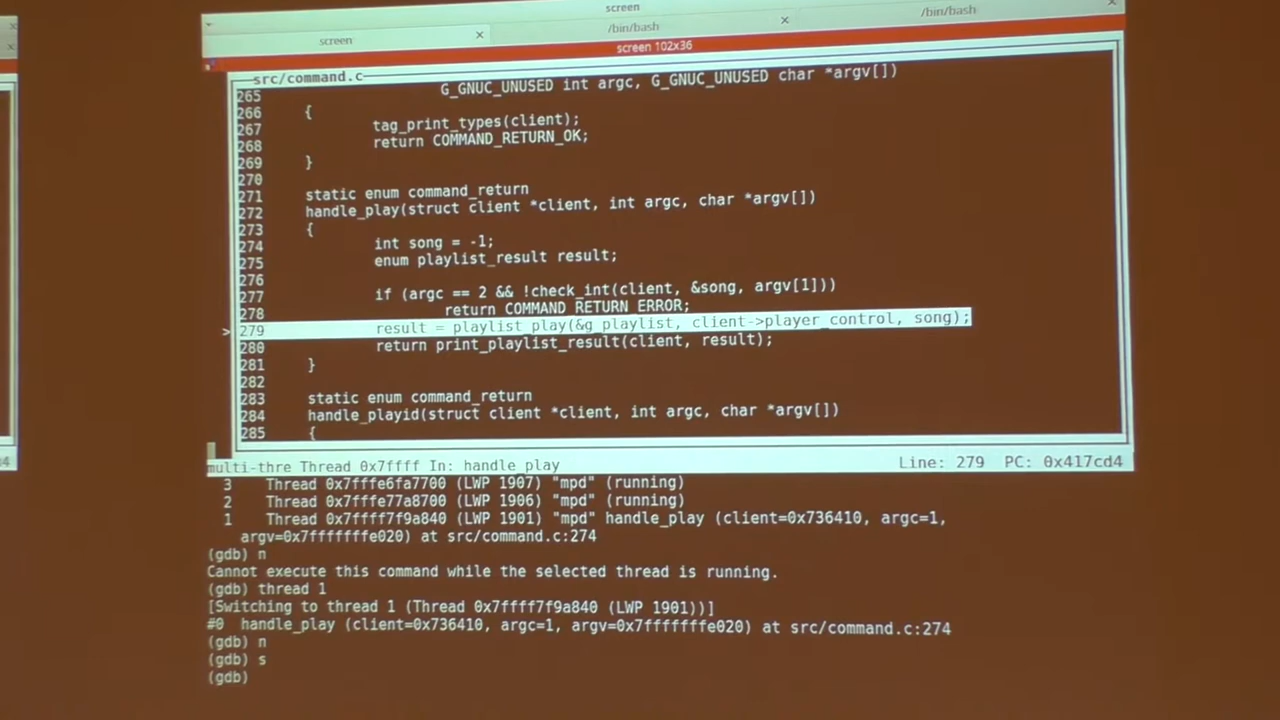 screen
screen
/bin/bash
/bin/bash
screen 102x36
src/command.c
265 G_GNUC_UNUSED int argc, G_GNUC_UNUSED char *argv[])
266 {
267 tag_print_types(client);
268 return COMMAND_RETURN_OK;
269 }
270
271 static enum command_return
272 handle_play(struct client *client, int argc, char *argv[])
273 {
274 int song = -1;
275 enum playlist_result result;
276
277 if (argc == 2 && !check_int(client, &song, argv[1]))
278 return COMMAND_RETURN_ERROR;
>279 result = playlist_play(&g_playlist, client->player_control, song);
280 return print_playlist_result(client, result);
281 }
282
283 static enum command_return
284 handle_playid(struct client *client, int argc, char *argv[])
285 {
multi-thre Thread 0x7ffff In: handle_play Line: 279 PC: 0x417cd4
3 Thread 0x7fffe6fa7700 (LWP 1907) "mpd" (running)
2 Thread 0x7fffe77a8700 (LWP 1906) "mpd" (running)
1 Thread 0x7ffff7f9a840 (LWP 1901) "mpd" handle_play (client=0x736410, argc=1,
argv=0x7fffffffe020) at src/command.c:274
(gdb) n
Cannot execute this command while the selected thread is running.
(gdb) thread 1
[Switching to thread 1 (Thread 0x7ffff7f9a840 (LWP 1901))]
#0 handle_play (client=0x736410, argc=1, argv=0x7fffffffe020) at src/command.c:274
(gdb) n
(gdb) s
(gdb)